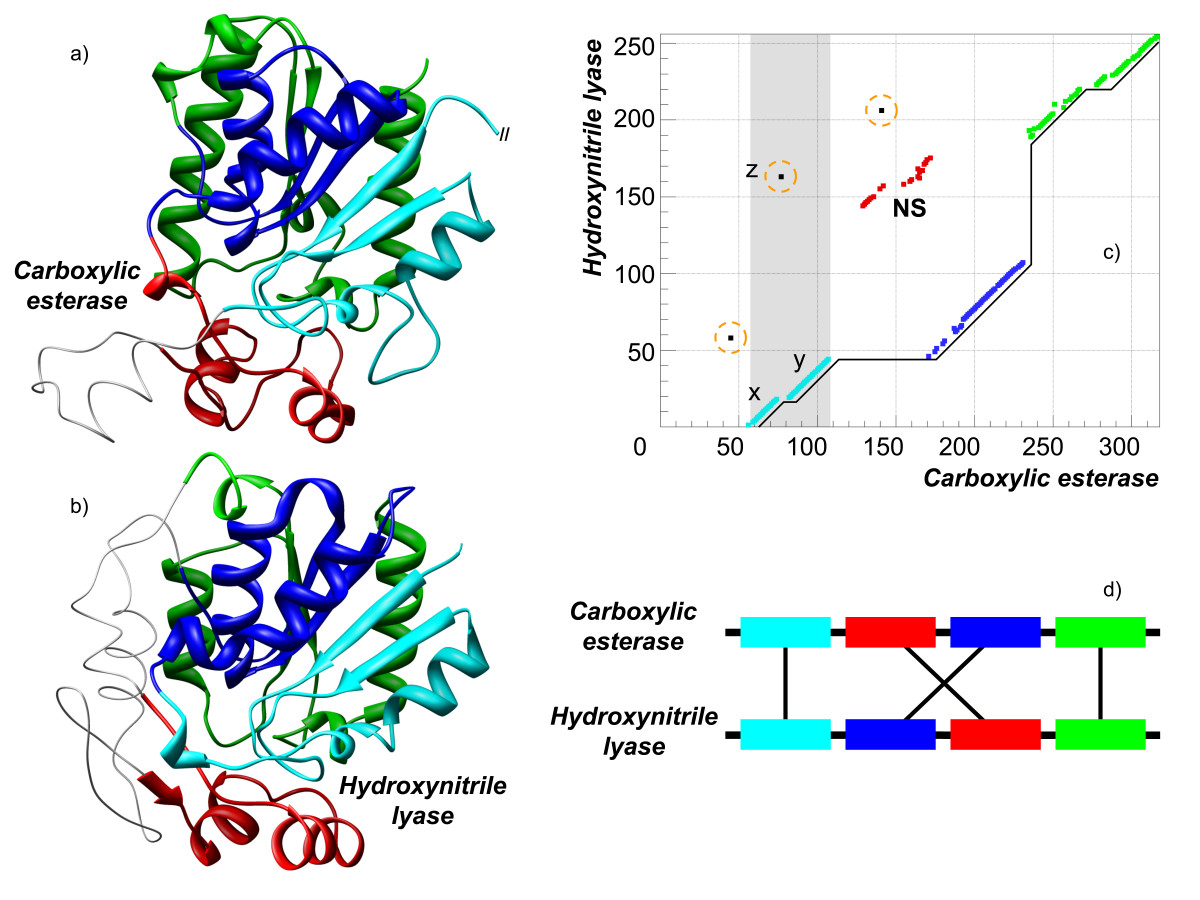 a)
//
Carboxylic
esterase
b)
Hydroxynitrile
lyase
Hydroxynitrile lyase
250
200
150
100
50
z
NS
c)
y
x
0
50
100
150
200
250
300
Carboxylic esterase
d)
Carboxylic
esterase
Hydroxynitrile
lyase